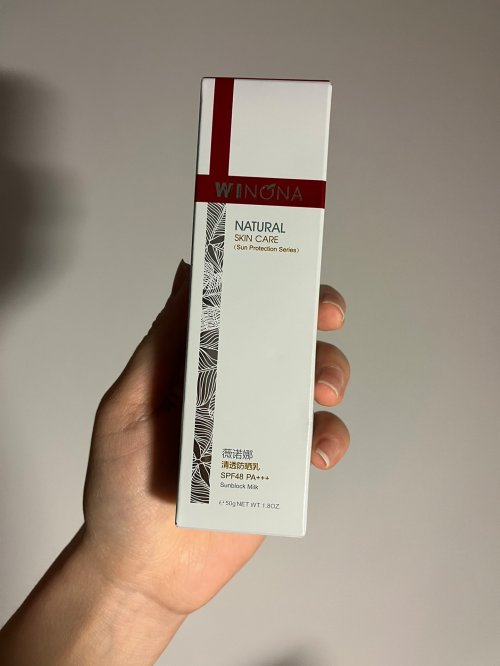 WINONA
NATURAL
SKIN CARE
(Sun Protection Series)
薇诺娜
清透防晒乳
SPF48 PA+++
Sunblock Milk
℮ 50g NET WT. 1.8OZ.